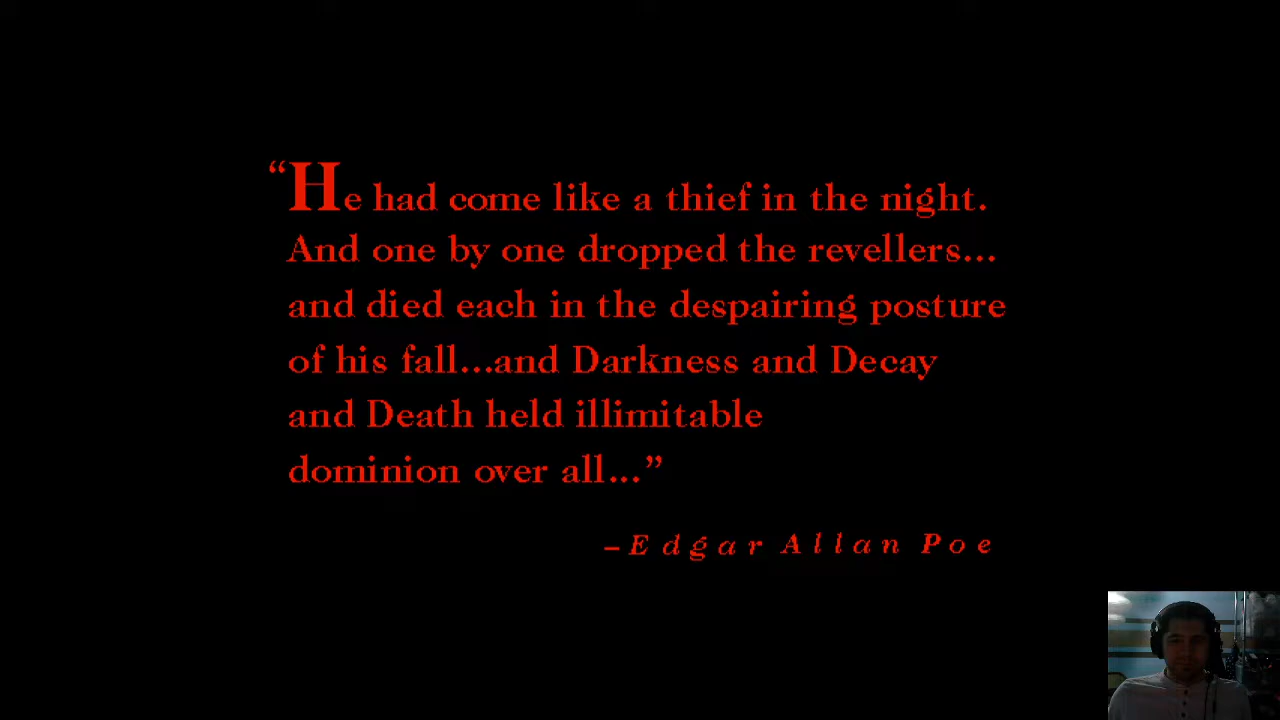 “He had come like a thief in the night.
And one by one dropped the revellers...
and died each in the despairing posture
of his fall...and Darkness and Decay
and Death held illimitable
dominion over all...”
–Edgar Allan Poe